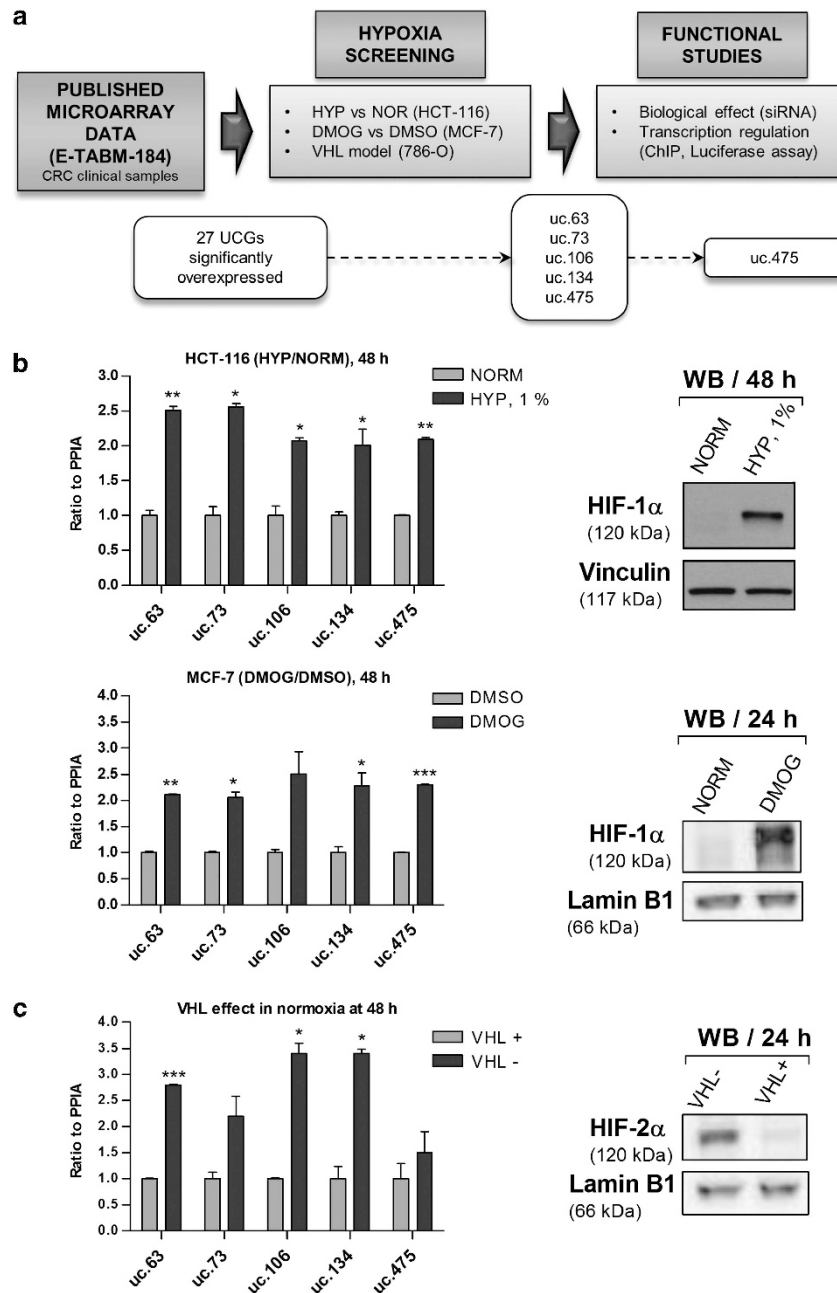 a
HYPOXIA
SCREENING
FUNCTIONAL
STUDIES
PUBLISHED
MICROARRAY
DATA
(E-TABM-184)
CRC clinical samples
• HYP vs NOR (HCT-116)
• DMOG vs DMSO (MCF-7)
• VHL model (786-O)
• Biological effect (siRNA)
• Transcription regulation
(ChIP, Luciferase assay)
27 UCGs
significantly
overexpressed
uc.63
uc.73
uc.106
uc.134
uc.475
uc.475
b
HCT-116 (HYP/NORM), 48 h
NORM
HYP, 1 %
Ratio to PPIA
3.0
2.5
2.0
1.5
1.0
0.5
0.0
** * * * **
uc.63 uc.73 uc.106 uc.134 uc.475
WB / 48 h
NORM HYP, 1%
HIF-1α
(120 kDa)
Vinculin
(117 kDa)
MCF-7 (DMOG/DMSO), 48 h
DMSO
DMOG
Ratio to PPIA
4.0
3.5
3.0
2.5
2.0
1.5
1.0
0.5
0.0
** * * ***
uc.63 uc.73 uc.106 uc.134 uc.475
WB / 24 h
NORM DMOG
HIF-1α
(120 kDa)
Lamin B1
(66 kDa)
c
VHL effect in normoxia at 48 h
VHL +
VHL -
Ratio to PPIA
4.0
3.5
3.0
2.5
2.0
1.5
1.0
0.5
0.0
*** * *
uc.63 uc.73 uc.106 uc.134 uc.475
WB / 24 h
VHL- VHL+
HIF-2α
(120 kDa)
Lamin B1
(66 kDa)